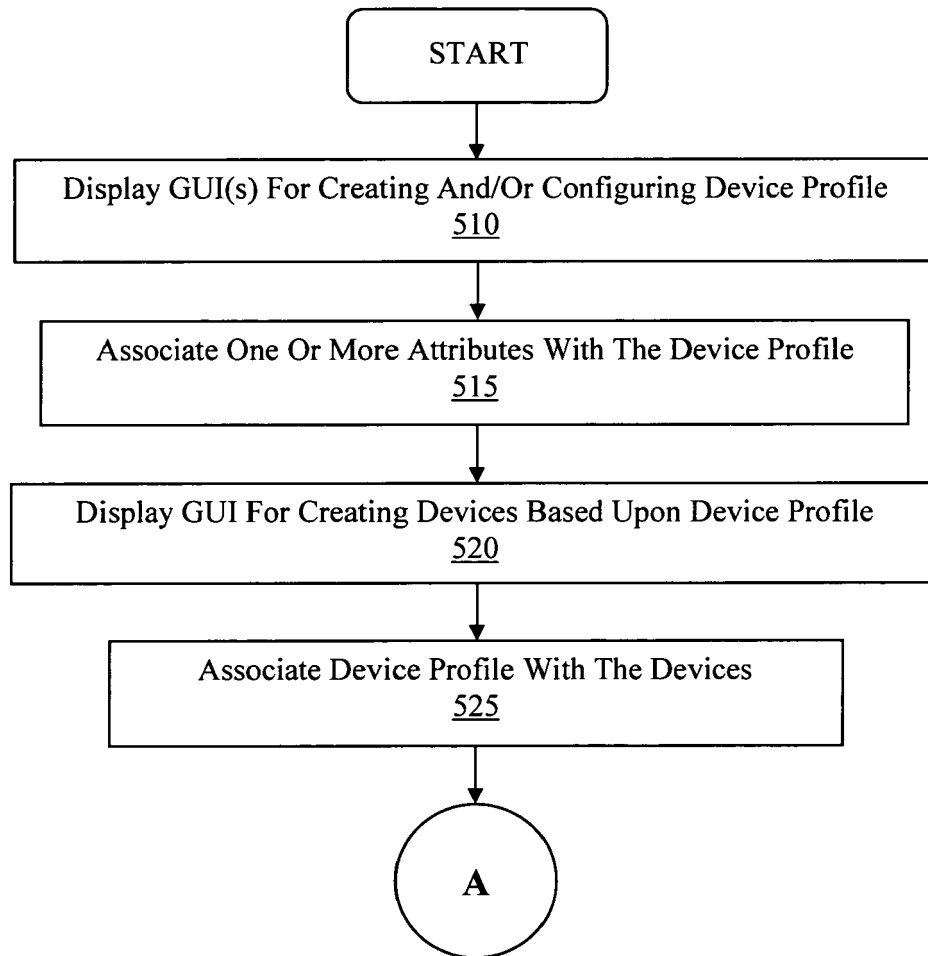 START
Display GUI(s) For Creating And/Or Configuring Device Profile
510
Associate One Or More Attributes With The Device Profile
515
Display GUI For Creating Devices Based Upon Device Profile
520
Associate Device Profile With The Devices
525
A